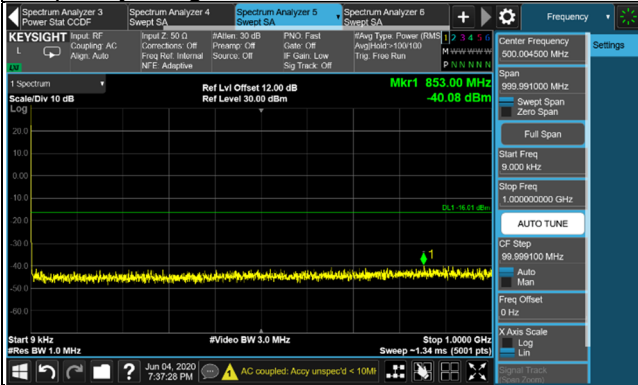 Spectrum Analyzer 3
Power Stat CCDF
Spectrum Analyzer 4
Swept SA
Spectrum Analyzer 5
Swept SA
Spectrum Analyzer 6
Swept SA
+
Frequency
KEYSIGHT
L
LXI
Input: RF
Coupling: AC
Align: Auto
Input Z: 50 Ω
Corrections: Off
Freq Ref: Internal
NFE: Adaptive
#Atten: 30 dB
Preamp: Off
Source: Off
PNO: Fast
Gate: Off
IF Gain: Low
Sig Track: Off
#Avg Type: Power (RMS)
Avg|Hold:>100/100
Trig: Free Run
1 2 3 4 5 6
M W W W W W
P N N N N N
1 Spectrum
Scale/Div 10 dB
Log
Ref Lvl Offset 12.00 dB
Ref Level 30.00 dBm
Mkr1 853.00 MHz
-40.08 dBm
20.0
10.0
0.00
-10.0
-20.0
-30.0
-40.0
-50.0
-60.0
DL1 -16.01 dBm
1
Start 9 kHz
#Res BW 1.0 MHz
#Video BW 3.0 MHz
Stop 1.0000 GHz
Sweep ~1.34 ms (5001 pts)
Center Frequency
500.004500 MHz
Settings
Span
999.991000 MHz
Swept Span
Zero Span
Full Span
Start Freq
9.000 kHz
Stop Freq
1.000000000 GHz
AUTO TUNE
CF Step
99.999100 MHz
Auto
Man
Freq Offset
0 Hz
X Axis Scale
Log
Lin
Signal Track
(Span Zoom)
?
Jun 04, 2020
7:37:28 PM
AC coupled: Accy unspec'd < 10MH